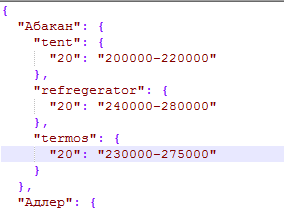 {
"Абакан": {
"tent": {
"20": "200000-220000"
},
"refregerator": {
"20": "240000-280000"
},
"termos": {
"20": "230000-275000"
}
},
"Адлер": {